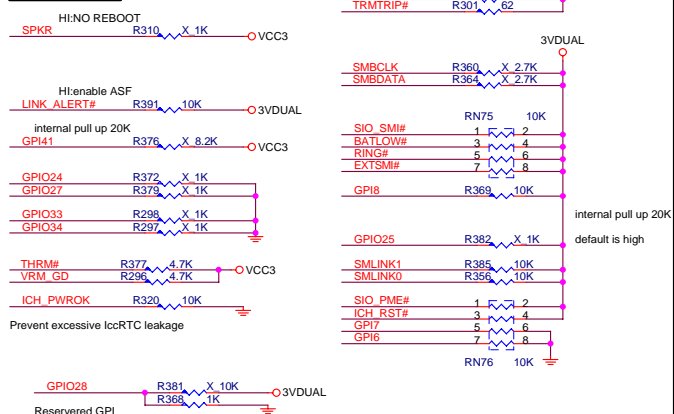 HI:NO REBOOT
SPKR R310 X_1K VCC3
HI:enable ASF
LINK_ALERT# R391 10K 3VDUAL
internal pull up 20K
GPI41 R376 X_8.2K VCC3
GPIO24 R372 X_1K
GPIO27 R379 X_1K
GPIO33 R298 X_1K
GPIO34 R297 X_1K
THRM# R377 4.7K VCC3
VRM_GD R296 4.7K
ICH_PWROK R320 10K
Prevent excessive IccRTC leakage
GPIO28 R381 X_10K 3VDUAL
R368 1K
Reservered GPI
TRMTRIP# R301 62
3VDUAL
SMBCLK R360 X_2.7K
SMBDATA R364 X_2.7K
RN75 10K
SIO_SMI# 1 2
BATLOW# 3 4
RING# 5 6
EXTSMI# 7 8
GPI8 R369 10K
internal pull up 20K
GPIO25 R382 X_1K default is high
SMLINK1 R385 10K
SMLINK0 R356 10K
SIO_PME# 1 2
ICH_RST# 3 4
GPI7 5 6
GPI6 7 8
RN76 10K